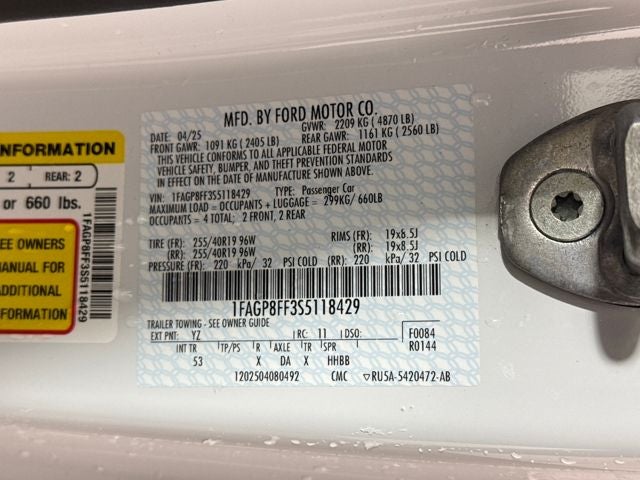 MFD. BY FORD MOTOR CO.
DATE: 04/25 GVWR: 2209 KG ( 4870 LB)
FRONT GAWR: 1091 KG ( 2405 LB) REAR GAWR: 1161 KG ( 2560 LB)
THIS VEHICLE CONFORMS TO ALL APPLICABLE FEDERAL MOTOR
VEHICLE SAFETY, BUMPER, AND THEFT PREVENTION STANDARDS
IN EFFECT ON THE DATE OF MANUFACTURE SHOWN ABOVE.
VIN: 1FAGP8FF3S5118429 TYPE: Passenger Car
MAXIMUM LOAD = OCCUPANTS + LUGGAGE = 299KG/ 660LB
OCCUPANTS = 4 TOTAL; 2 FRONT, 2 REAR
TIRE (FR): 255/40R19 96W RIMS (FR): 19x8.5J
(RR): 255/40R19 96W (RR): 19x8.5J
PRESSURE (FR): 220 kPa/ 32 PSI COLD (RR): 220 kPa/ 32 PSI COLD
1FAGP8FF3S5118429
TRAILER TOWING - SEE OWNER GUIDE
EXT PNT: YZ RC: 11 DSO: F0084
INT TR TP/PS R AXLE TR SPR R0144
53 X DA X HHBB
1202504080492 CMC ▽RU5A-5420472-AB
INFORMATION
2 REAR: 2
or 660 lbs.
EE OWNERS
MANUAL FOR
ADDITIONAL
INFORMATION
1FAGP8FF3S5118429